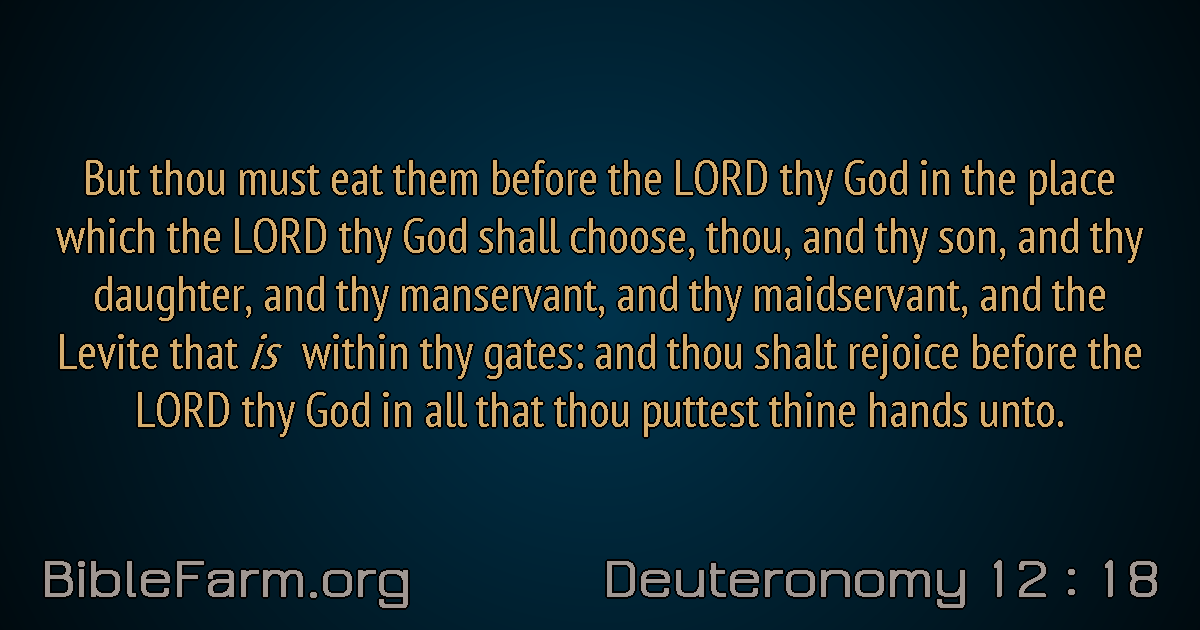 But thou must eat them before the LORD thy God in the place
which the LORD thy God shall choose, thou, and thy son, and thy
daughter, and thy manservant, and thy maidservant, and the
Levite that is within thy gates: and thou shalt rejoice before the
LORD thy God in all that thou puttest thine hands unto.
BibleFarm.org
Deuteronomy 12 : 18